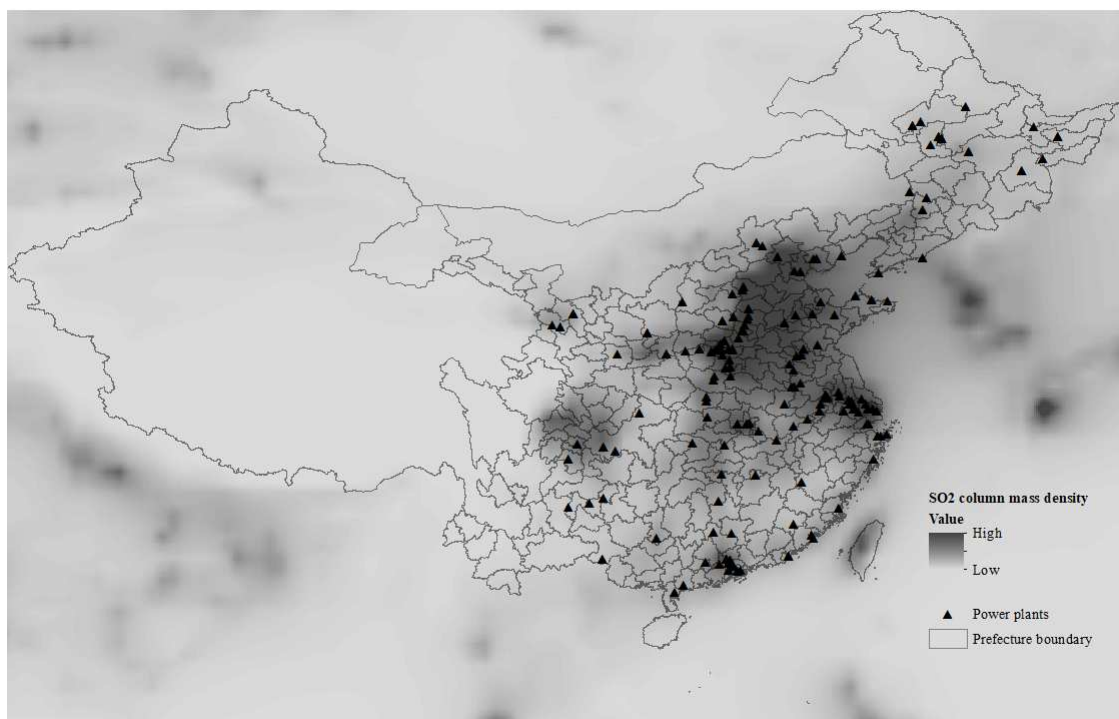 SO2 column mass density
Value
High
Low
Power plants
Prefecture boundary